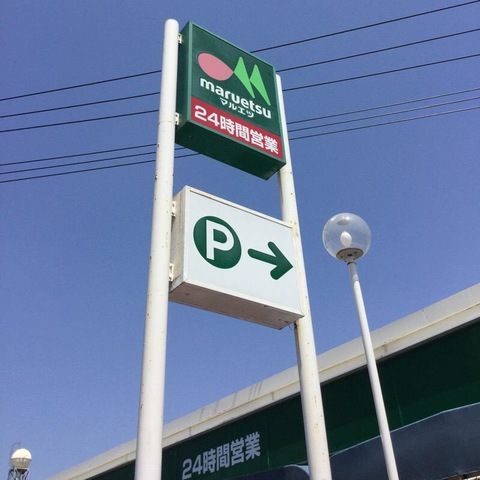 maruetsu
マルエツ
24時間営業
P →
24時間営業